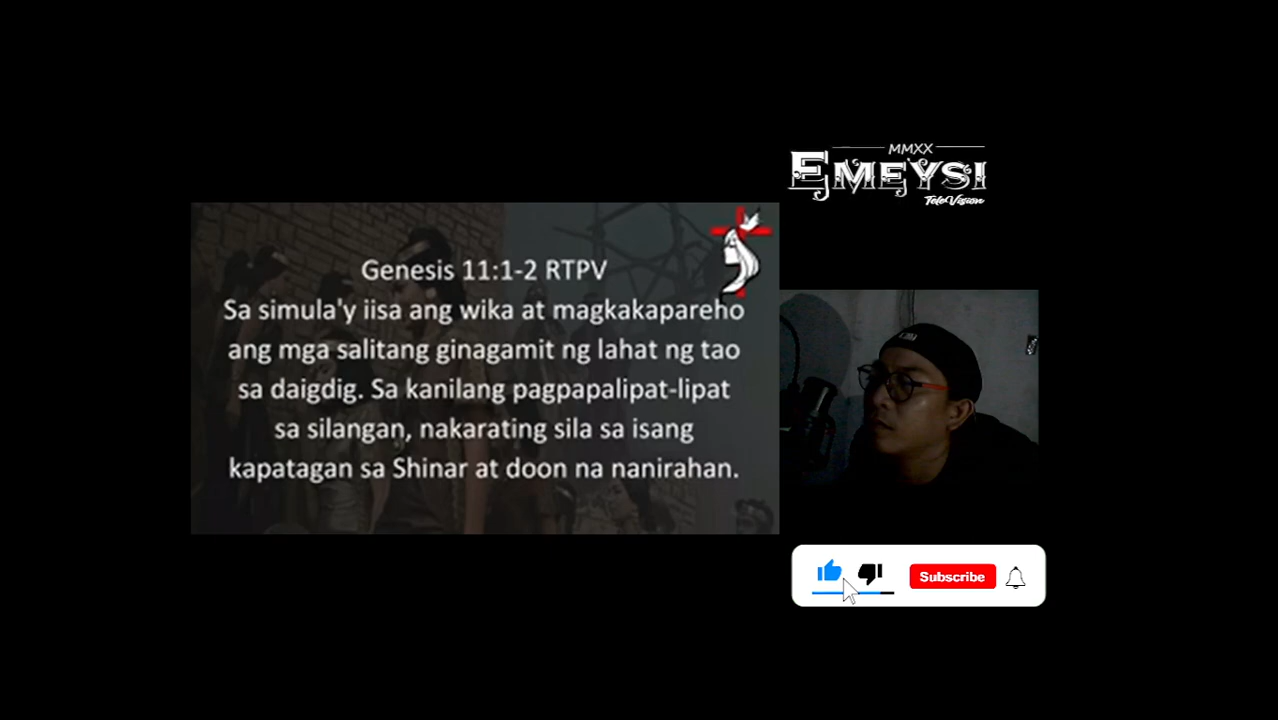 MMXX
EMEYSI
TeleVision
Genesis 11:1-2 RTPV
Sa simula'y iisa ang wika at magkakapareho
ang mga salitang ginagamit ng lahat ng tao
sa daigdig. Sa kanilang pagpapalipat-lipat
sa silangan, nakarating sila sa isang
kapatagan sa Shinar at doon na nanirahan.
Subscribe